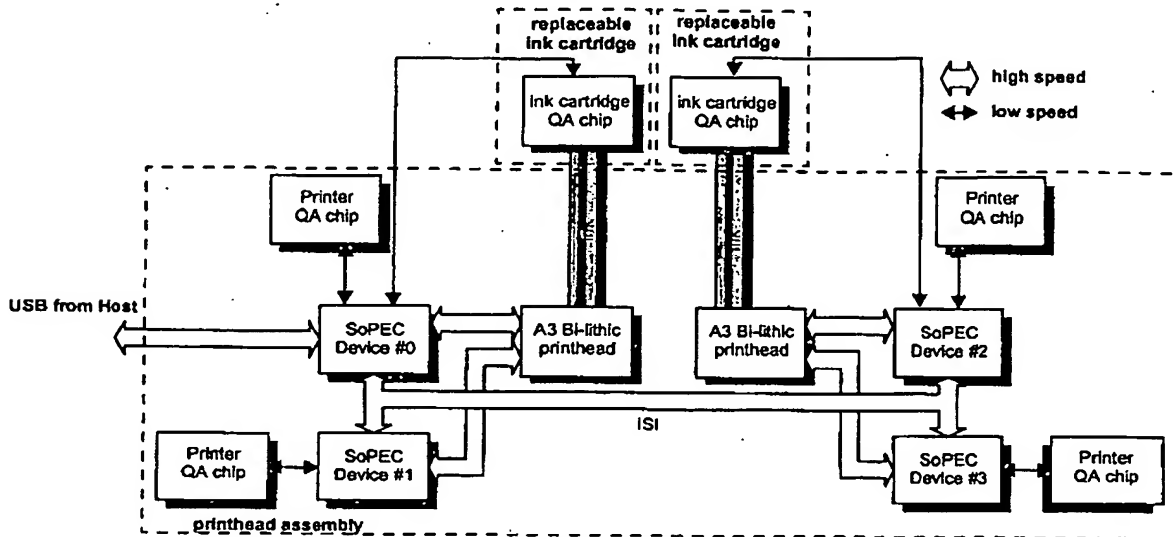 replaceable
ink cartridge
replaceable
ink cartridge
ink cartridge
QA chip
ink cartridge
QA chip
high speed
low speed
Printer
QA chip
Printer
QA chip
USB from Host
SoPEC
Device #0
A3 Bi-lithic
printhead
A3 Bi-lithic
printhead
SoPEC
Device #2
ISI
Printer
QA chip
SoPEC
Device #1
SoPEC
Device #3
Printer
QA chip
printhead assembly